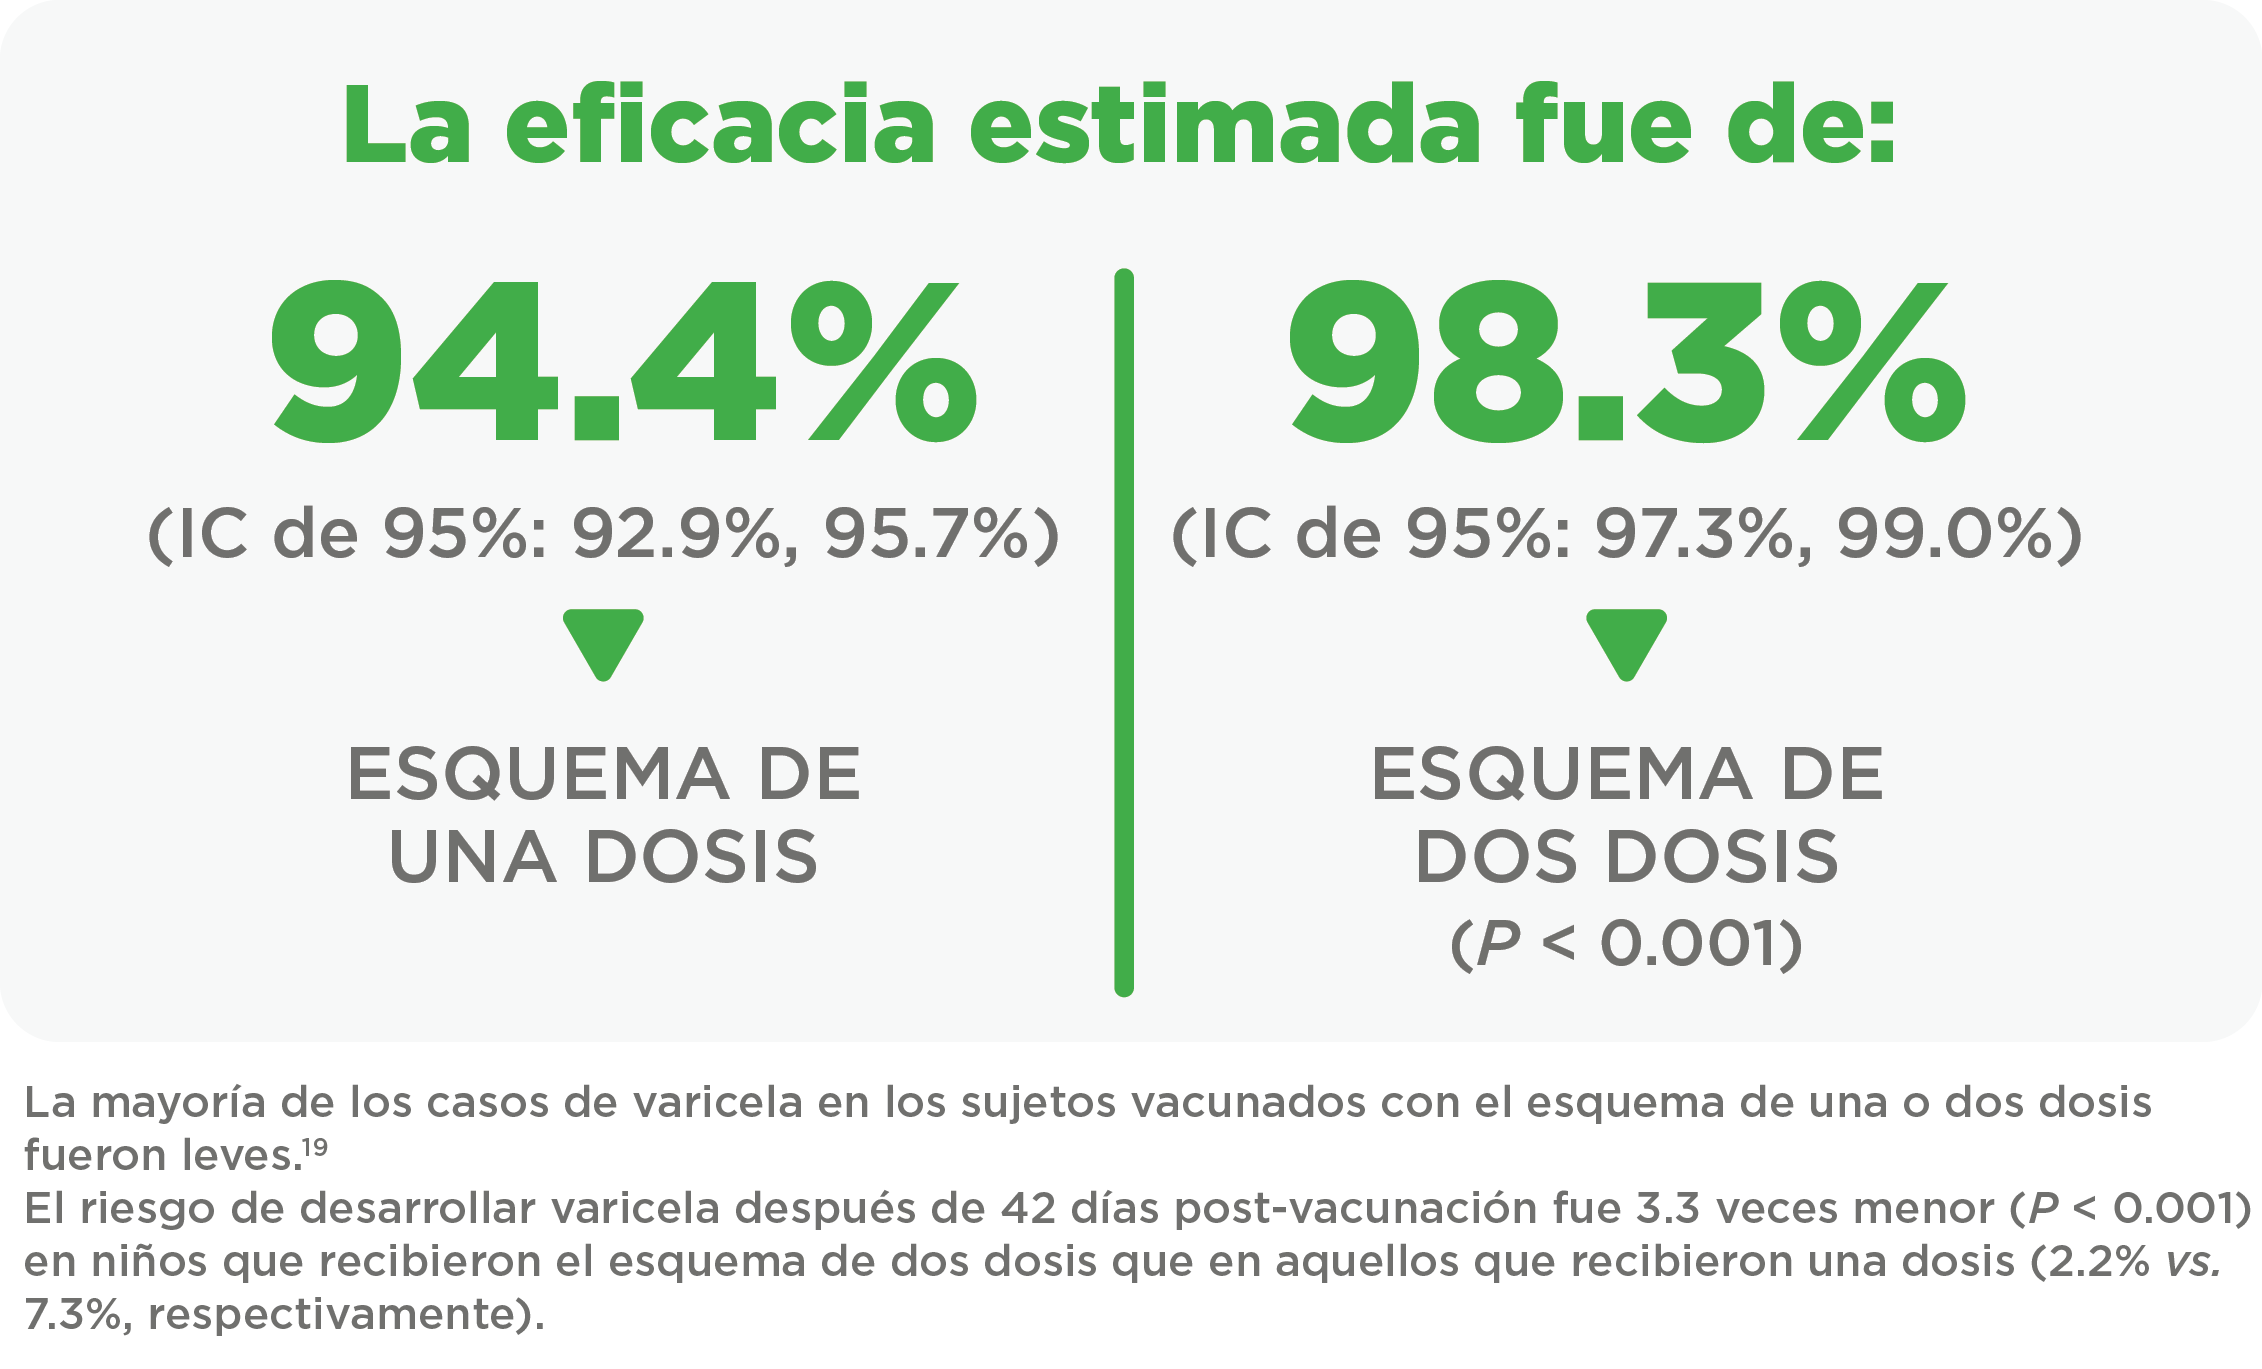 La eficacia estimada fue de:
94.4%
(IC de 95%: 92.9%, 95.7%)
ESQUEMA DE
UNA DOSIS
98.3%
(IC de 95%: 97.3%, 99.0%)
ESQUEMA DE
DOS DOSIS
(P < 0.001)
La mayoría de los casos de varicela en los sujetos vacunados con el esquema de una o dos dosis
fueron leves.¹⁹
El riesgo de desarrollar varicela después de 42 días post-vacunación fue 3.3 veces menor (P < 0.001)
en niños que recibieron el esquema de dos dosis que en aquellos que recibieron una dosis (2.2% vs.
7.3%, respectivamente).